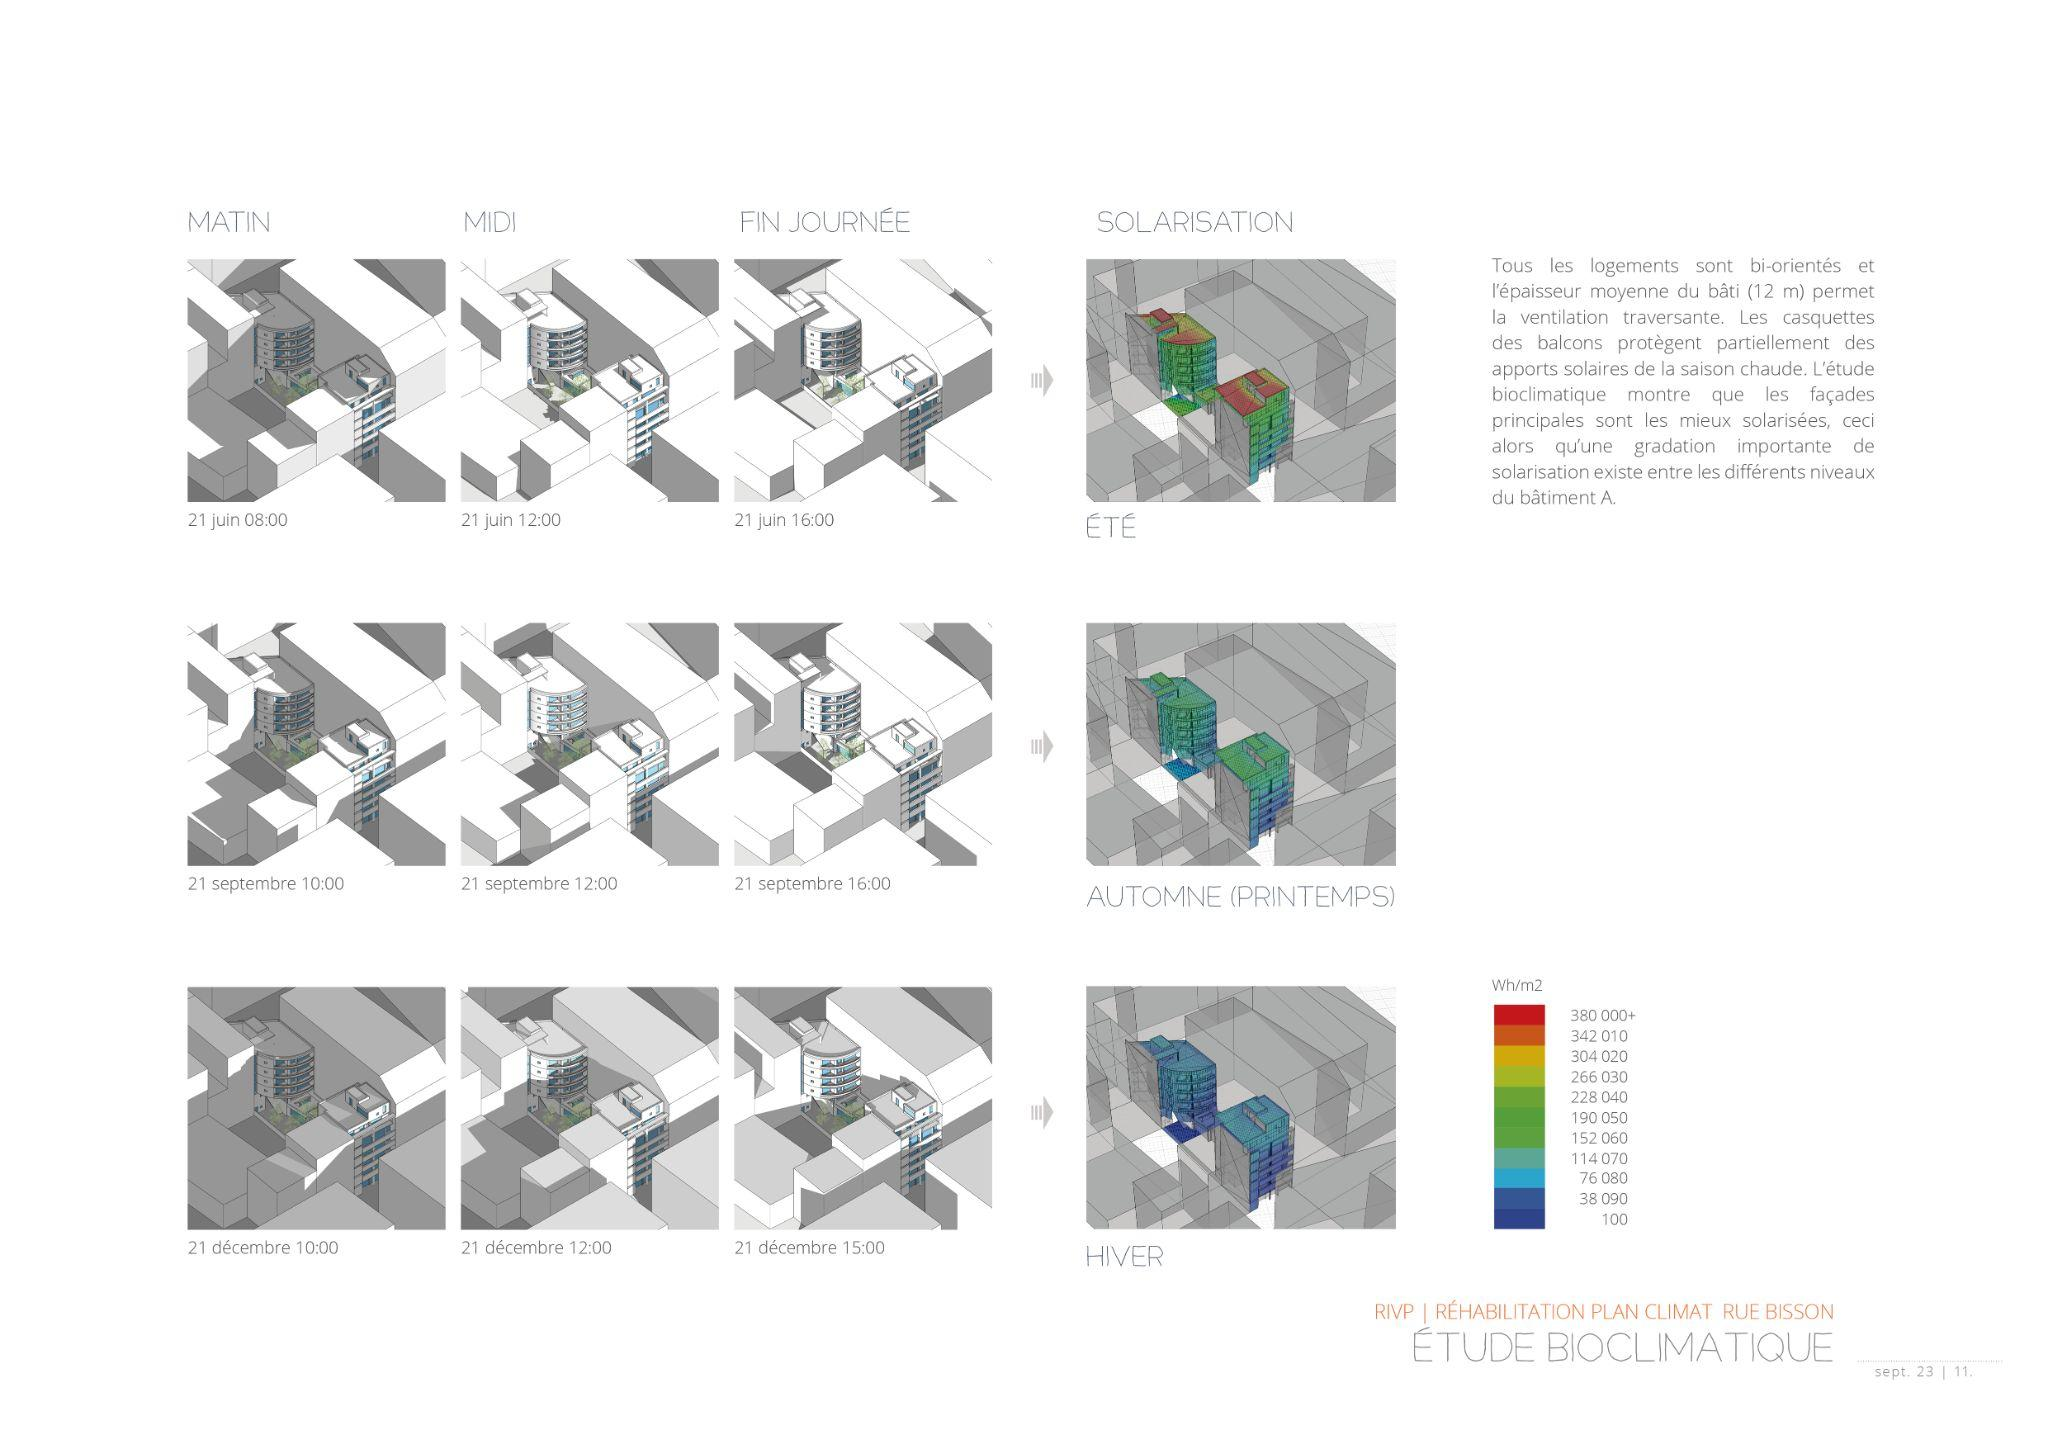 MATIN
MIDI
FIN JOURNÉE
SOLARISATION
21 juin 08:00
21 juin 12:00
21 juin 16:00
ÉTÉ
Tous les logements sont bi-orientés et
l'épaisseur moyenne du bâti (12 m) permet
la ventilation traversante. Les casquettes
des balcons protègent partiellement des
apports solaires de la saison chaude. L'étude
bioclimatique montre que les façades
principales sont les mieux solarisées, ceci
alors qu'une gradation importante de
solarisation existe entre les différents niveaux
du bâtiment A.
21 septembre 10:00
21 septembre 12:00
21 septembre 16:00
AUTOMNE (PRINTEMPS)
21 décembre 10:00
21 décembre 12:00
21 décembre 15:00
HIVER
Wh/m2
380 000+
342 010
304 020
266 030
228 040
190 050
152 060
114 070
76 080
38 090
100
RIVP | RÉHABILITATION PLAN CLIMAT RUE BISSON
ÉTUDE BIOCLIMATIQUE
sept. 23 | 11.